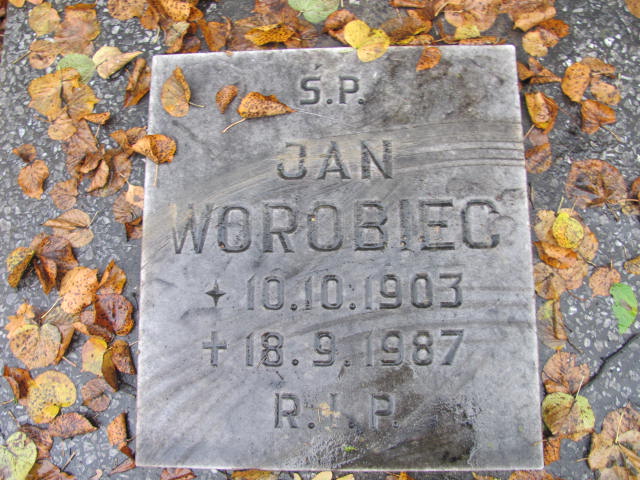 Ś.P.
JAN
WOROBIEC
✦ 10.10.1903
✝ 18.9.1987
R.I.P.